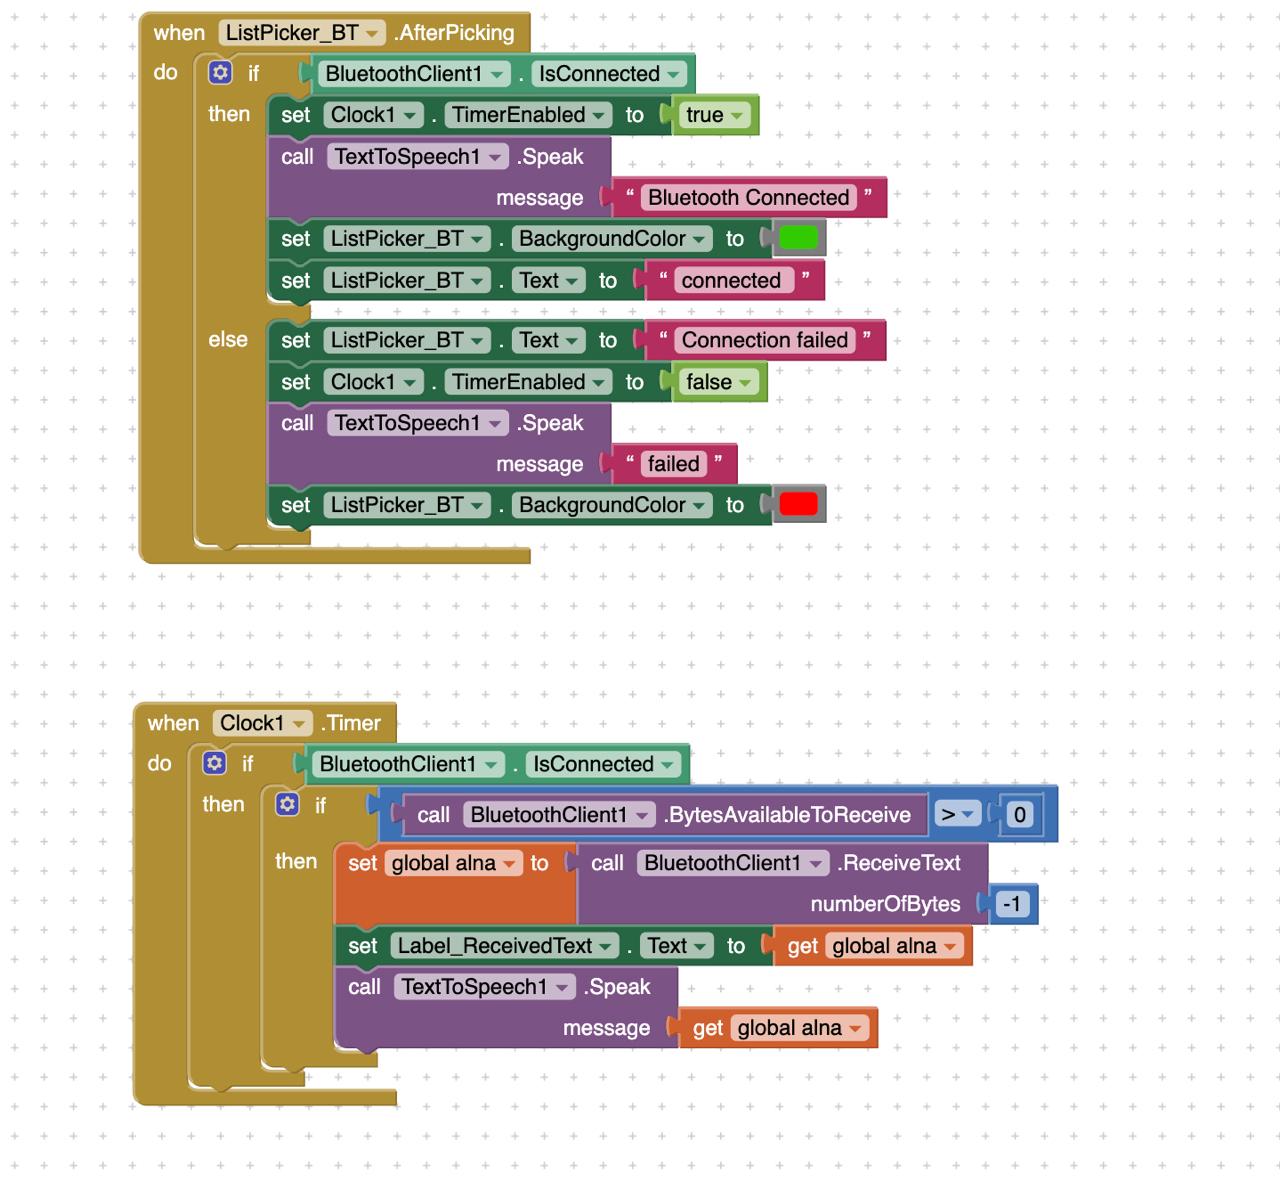 when ListPicker_BT .AfterPicking
do if BluetoothClient1 . IsConnected
then set Clock1 . TimerEnabled to true
call TextToSpeech1 .Speak
message “ Bluetooth Connected ”
set ListPicker_BT . BackgroundColor to
set ListPicker_BT . Text to “ connected ”
else set ListPicker_BT . Text to “ Connection failed ”
set Clock1 . TimerEnabled to false
call TextToSpeech1 .Speak
message “ failed ”
set ListPicker_BT . BackgroundColor to
when Clock1 .Timer
do if BluetoothClient1 . IsConnected
then if call BluetoothClient1 .BytesAvailableToReceive > 0
then set global alna to call BluetoothClient1 .ReceiveText
numberOfBytes -1
set Label_ReceivedText . Text to get global alna
call TextToSpeech1 .Speak
message get global alna